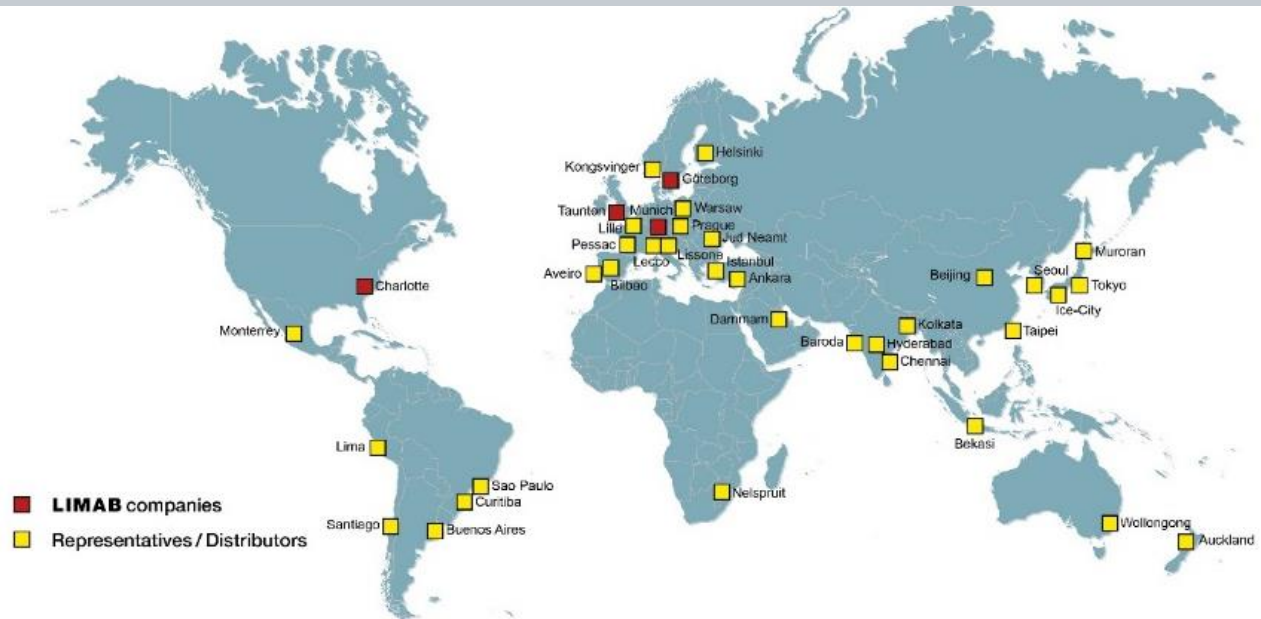 Helsinki
Kongsvinger
Göteborg
Taunton
Munich
Warsaw
Lille
Prague
Pessac
Jud Neamt
Lecco
Lissone
Istanbul
Aveiro
Bilbao
Ankara
Charlotte
Monterrey
Dammam
Baroda
Kolkata
Hyderabad
Chennai
Beijing
Seoul
Muroran
Tokyo
Ice-City
Taipei
Bekasi
Lima
Sao Paulo
Curitiba
Santiago
Buenos Aires
Nelspruit
Wollongong
Auckland
LIMAB companies
Representatives / Distributors